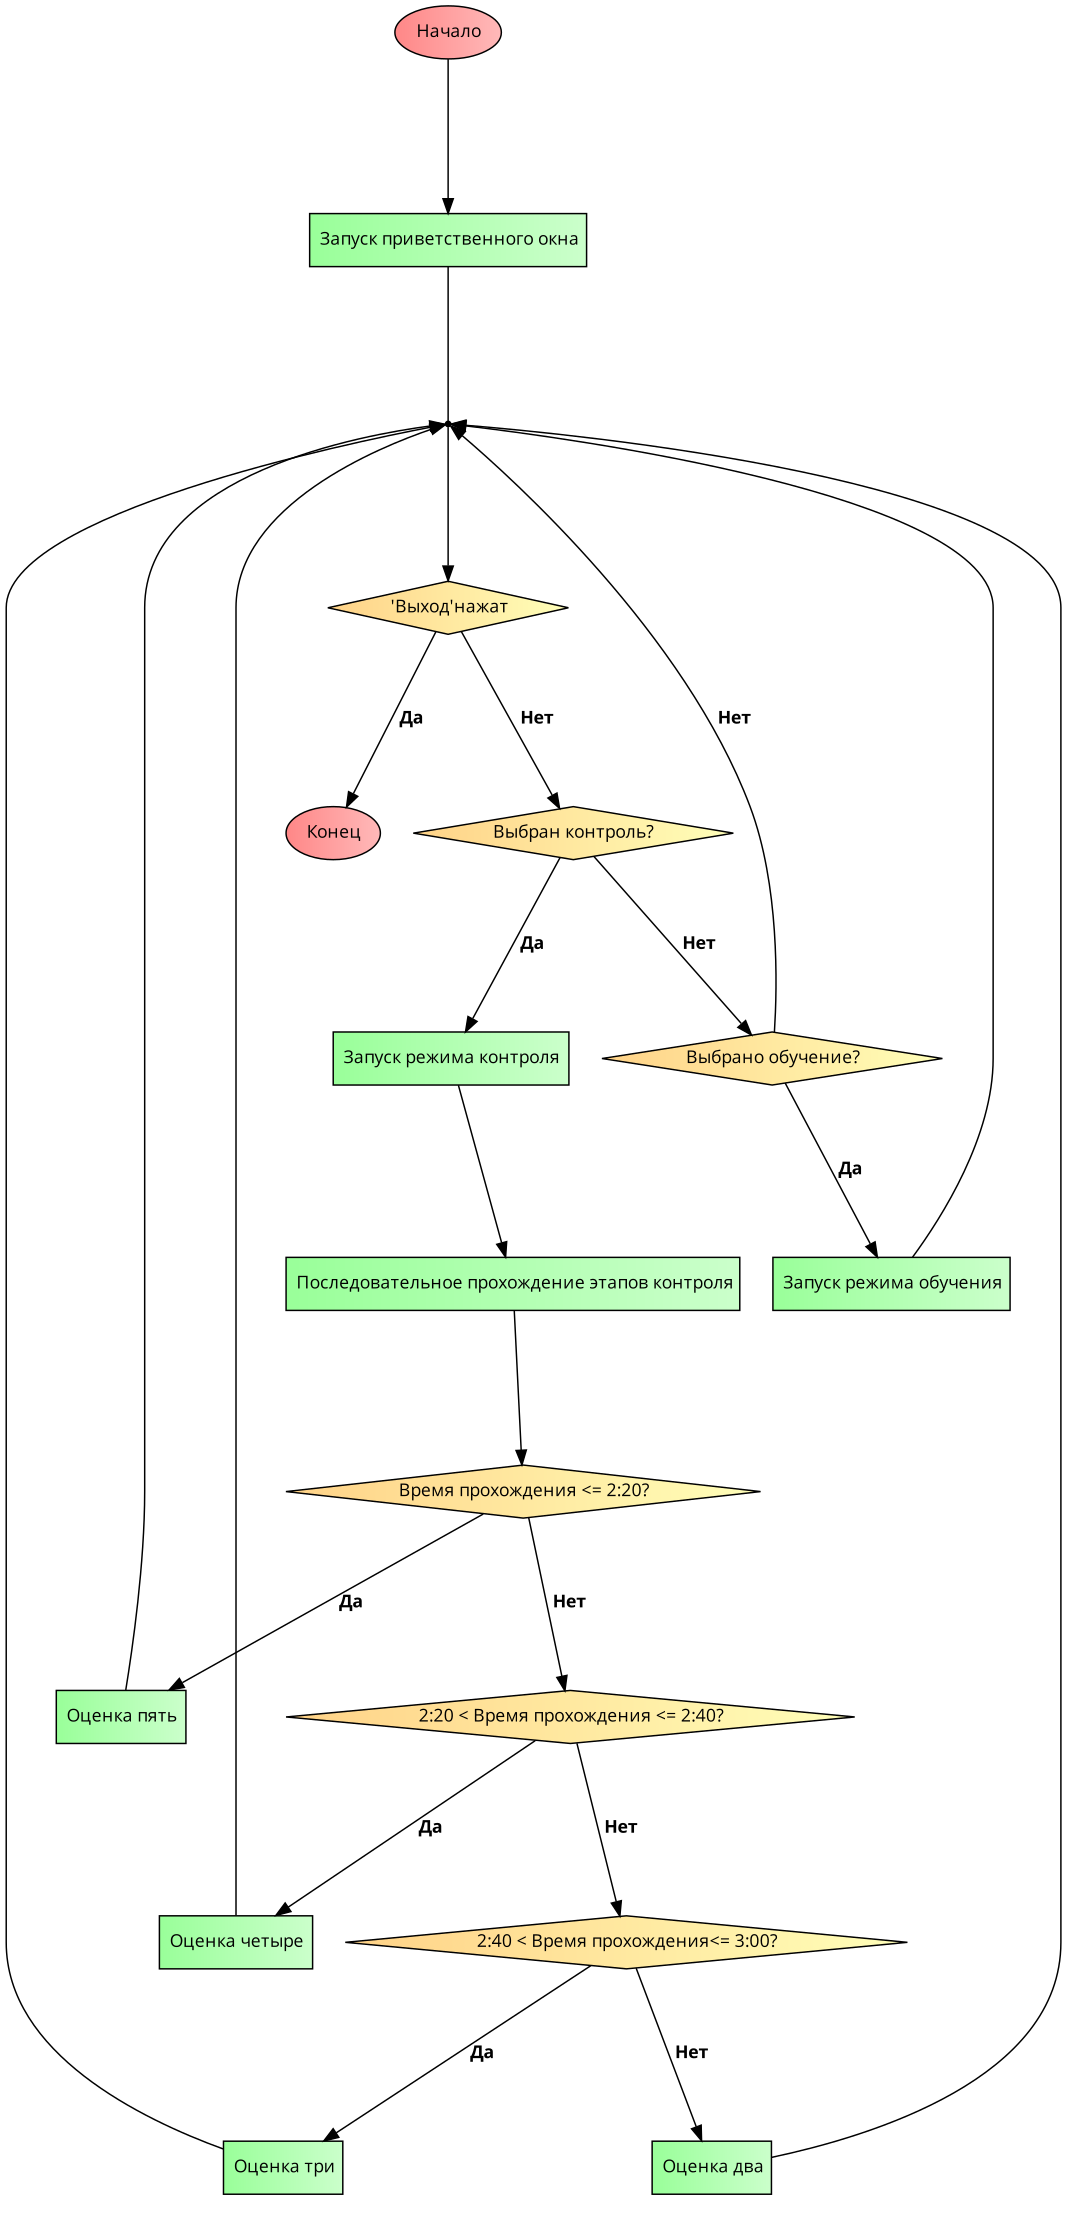 Начало
Запуск приветственного окна
'Выход'нажат
Да
Нет
Нет
Конец
Выбран контроль?
Да
Нет
Запуск режима контроля
Выбрано обучение?
Да
Последовательное прохождение этапов контроля
Запуск режима обучения
Время прохождения <= 2:20?
Да
Нет
Оценка пять
2:20 < Время прохождения <= 2:40?
Да
Нет
Оценка четыре
2:40 < Время прохождения<= 3:00?
Да
Нет
Оценка три
Оценка два